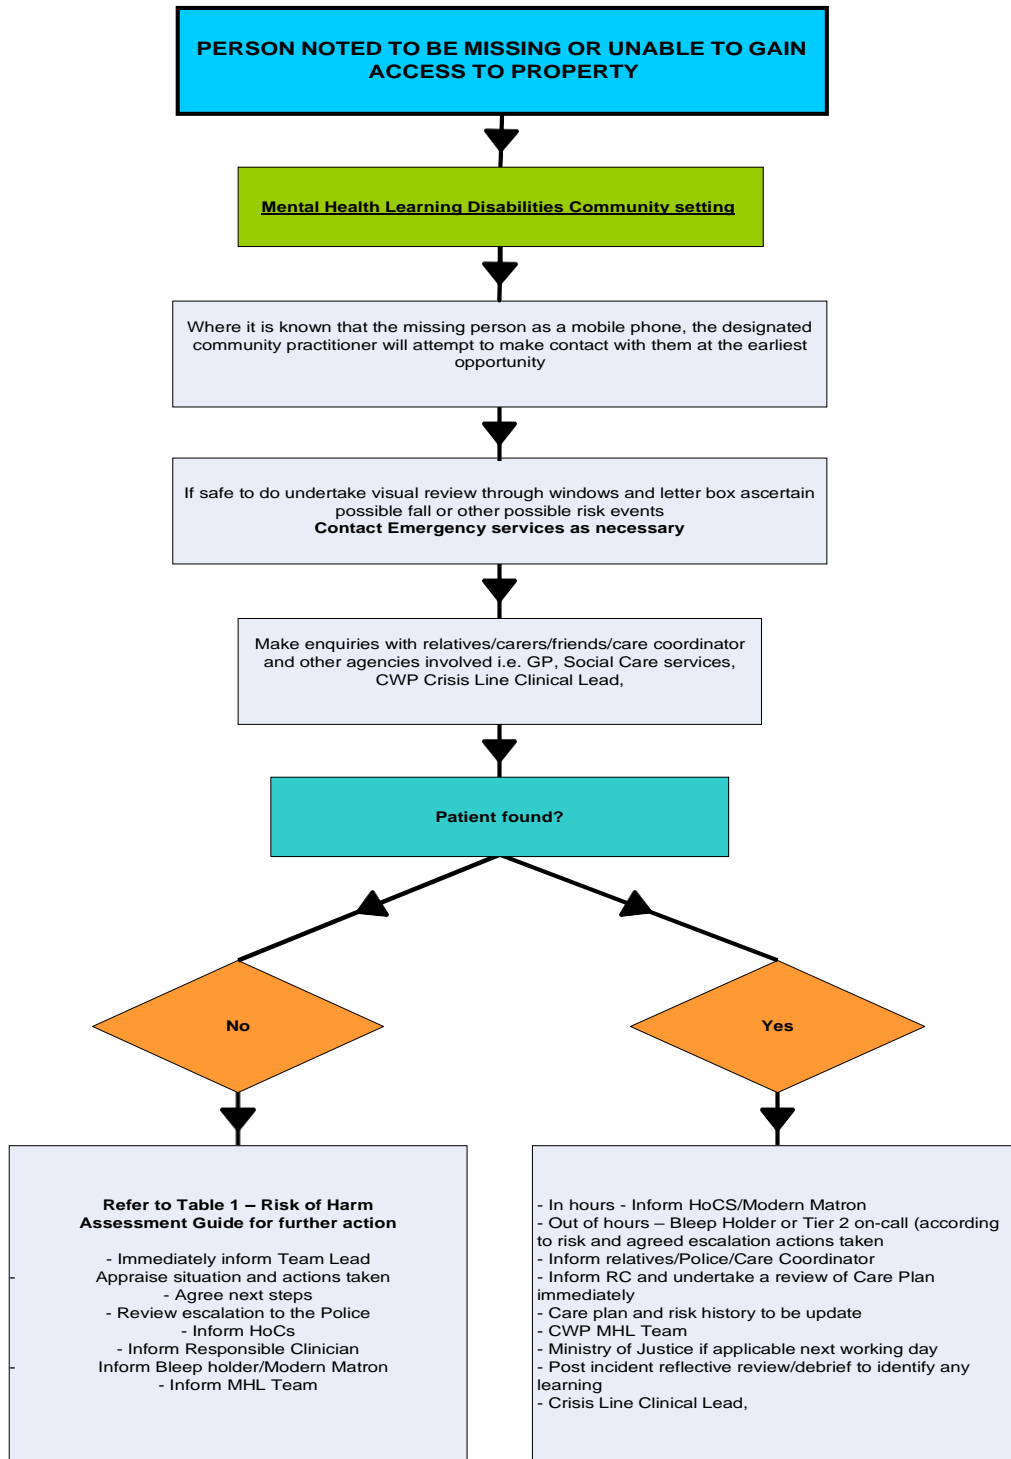 PERSON NOTED TO BE MISSING OR UNABLE TO GAIN
ACCESS TO PROPERTY
Mental Health Learning Disabilities Community setting
Where it is known that the missing person as a mobile phone, the designated
community practitioner will attempt to make contact with them at the earliest
opportunity
If safe to do undertake visual review through windows and letter box ascertain
possible fall or other possible risk events
Contact Emergency services as necessary
Make enquiries with relatives/carers/friends/care coordinator
and other agencies involved i.e. GP, Social Care services,
CWP Crisis Line Clinical Lead,
Patient found?
No
Yes
Refer to Table 1 – Risk of Harm
Assessment Guide for further action
- Immediately inform Team Lead
- Appraise situation and actions taken
- Agree next steps
- Review escalation to the Police
- Inform HoCs
- Inform Responsible Clinician
- Inform Bleep holder/Modern Matron
- Inform MHL Team
- In hours - Inform HoCS/Modern Matron
- Out of hours – Bleep Holder or Tier 2 on-call (according
to risk and agreed escalation actions taken
- Inform relatives/Police/Care Coordinator
- Inform RC and undertake a review of Care Plan
immediately
- Care plan and risk history to be update
- CWP MHL Team
- Ministry of Justice if applicable next working day
- Post incident reflective review/debrief to identify any
learning
- Crisis Line Clinical Lead,